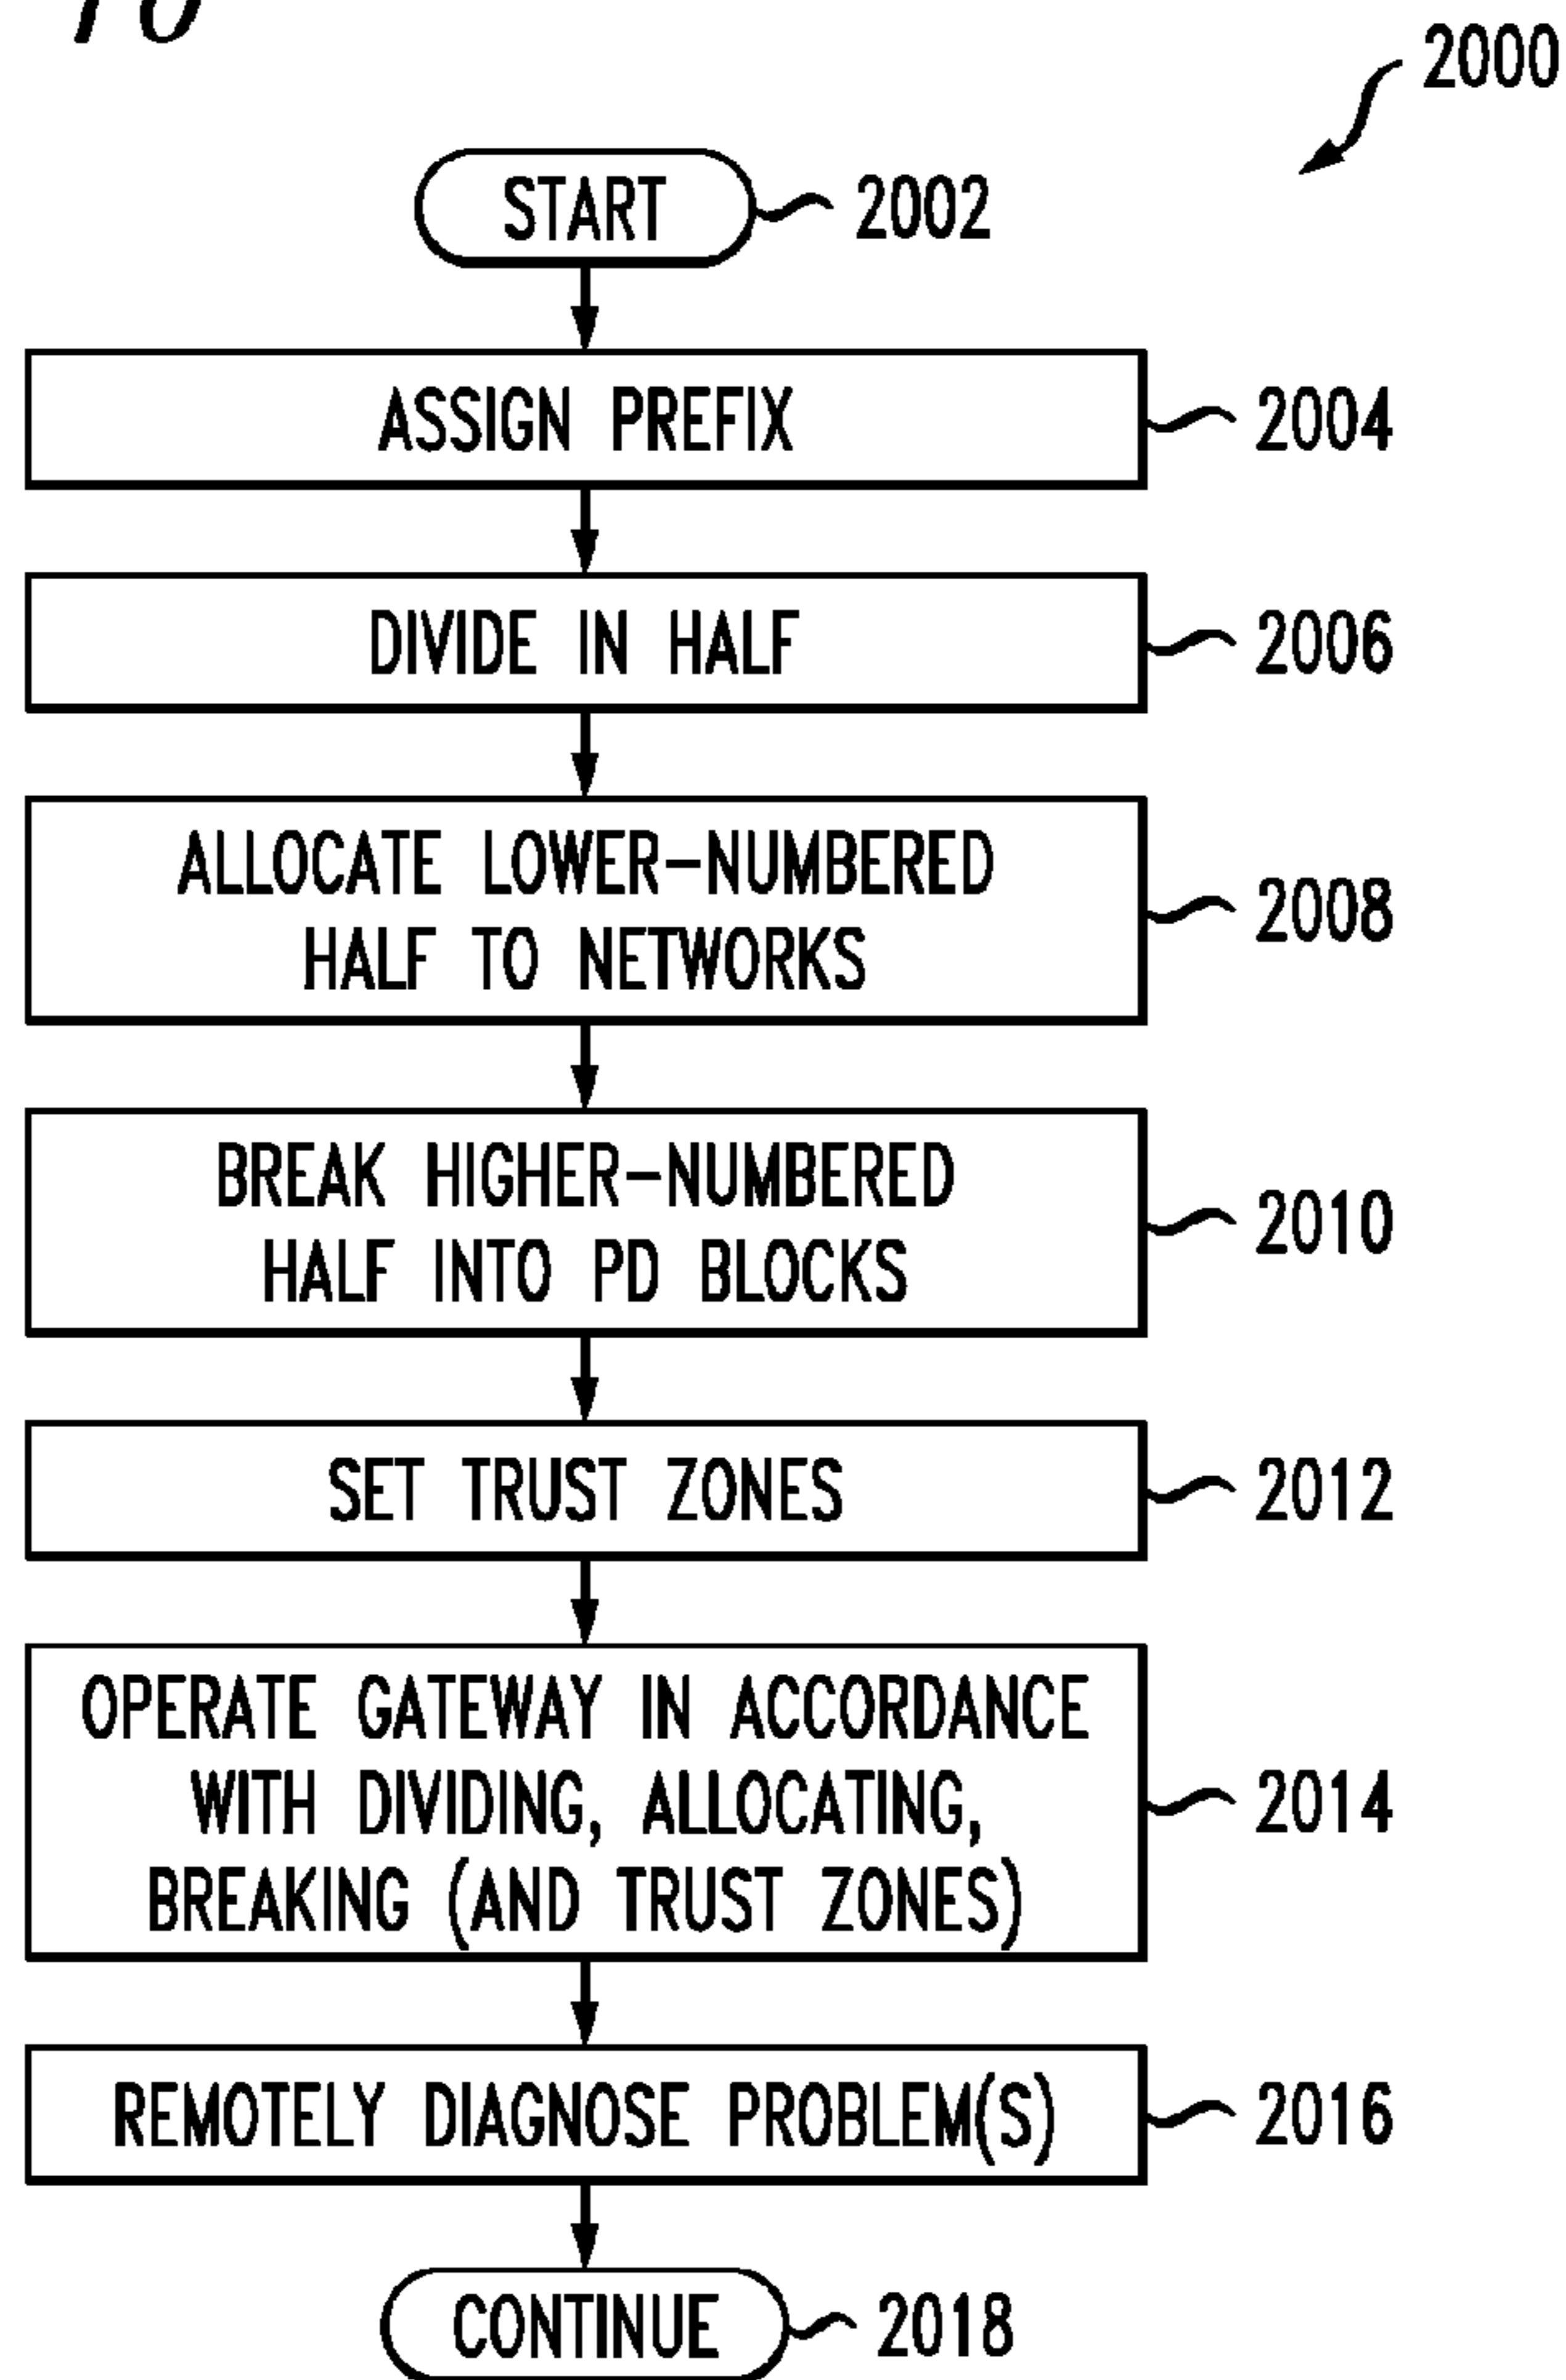 2000
START 2002
ASSIGN PREFIX 2004
DIVIDE IN HALF 2006
ALLOCATE LOWER-NUMBERED
HALF TO NETWORKS
2008
BREAK HIGHER-NUMBERED
HALF INTO PD BLOCKS
2010
SET TRUST ZONES 2012
OPERATE GATEWAY IN ACCORDANCE
WITH DIVIDING, ALLOCATING,
BREAKING (AND TRUST ZONES)
2014
REMOTELY DIAGNOSE PROBLEM(S) 2016
CONTINUE 2018